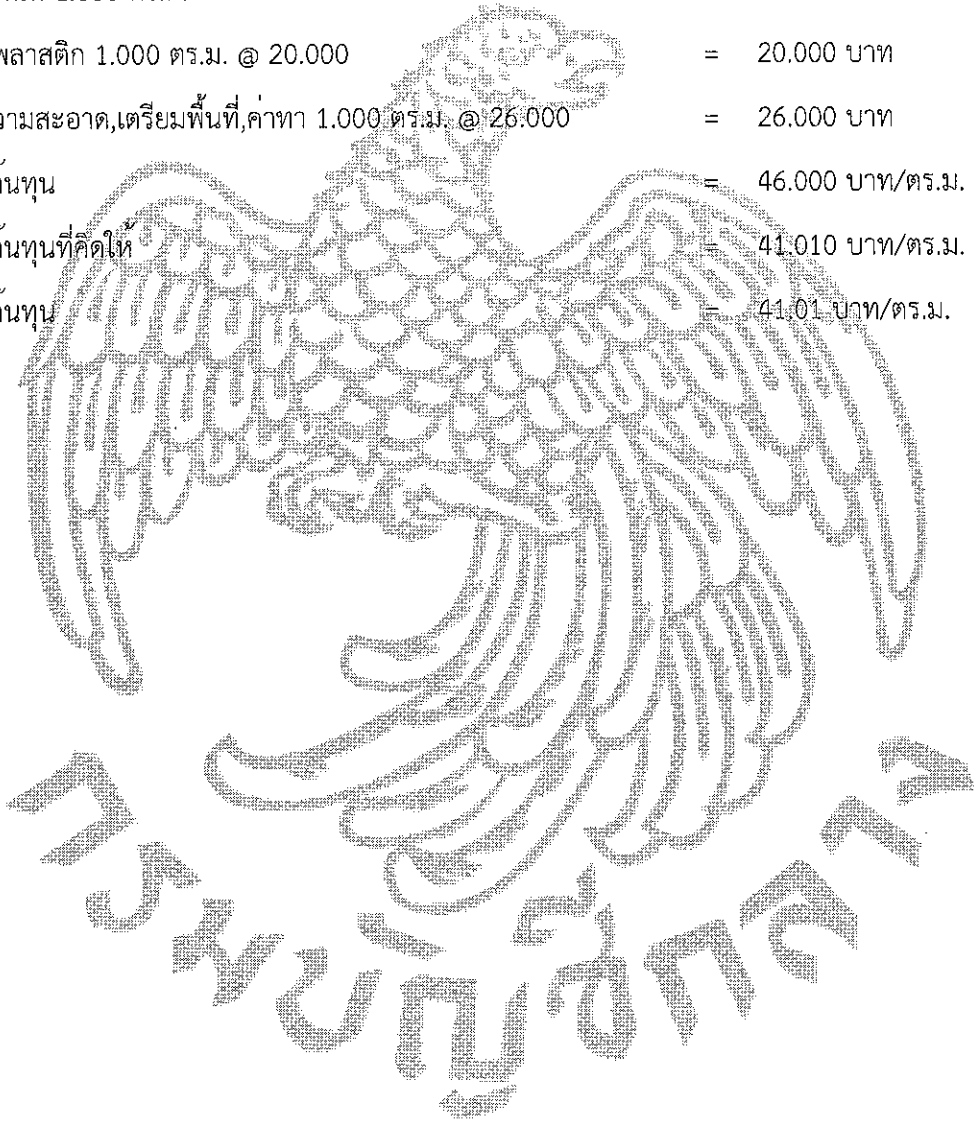 พลาสติก 1.000 ตร.ม. @ 20.000 = 20.000 บาท
วามสะอาด,เตรียมพื้นที่,ค่าทา 1.000 ตร.ม. @ 26.000 = 26.000 บาท
้นทุน = 46.000 บาท/ตร.ม.
้นทุนที่คิดให้ = 41.010 บาท/ตร.ม.
้นทุน = 41.01 บาท/ตร.ม.
กรมบัญชีกลาง